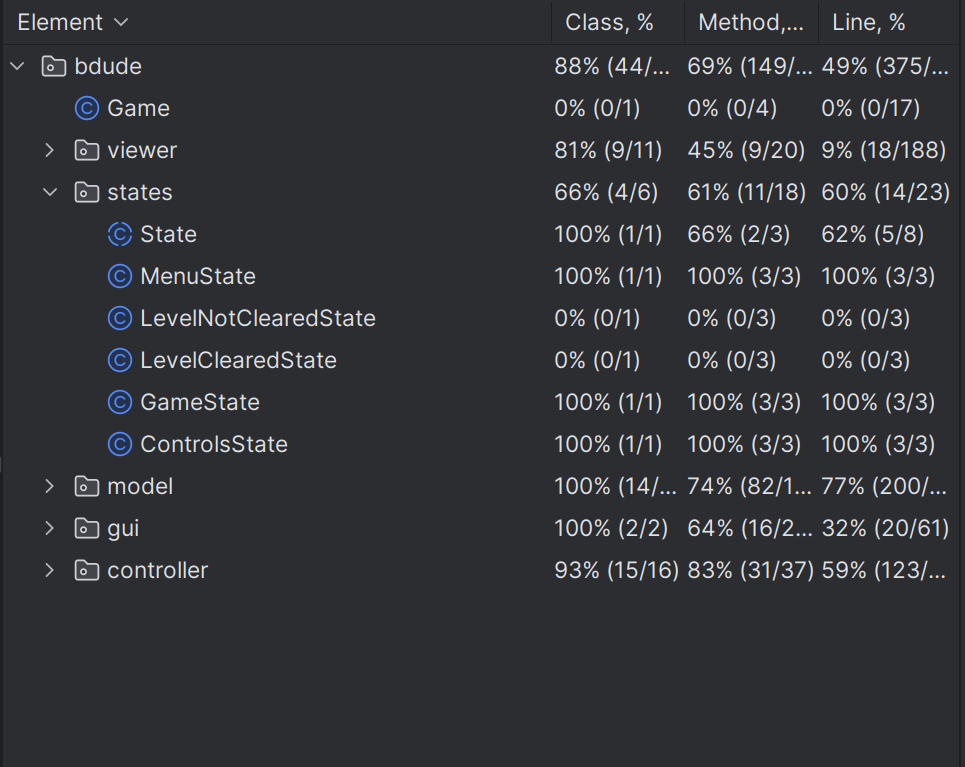 Element Class, % Method,... Line, %
bdude 88% (44/... 69% (149/... 49% (375/...
Game 0% (0/1) 0% (0/4) 0% (0/17)
viewer 81% (9/11) 45% (9/20) 9% (18/188)
states 66% (4/6) 61% (11/18) 60% (14/23)
State 100% (1/1) 66% (2/3) 62% (5/8)
MenuState 100% (1/1) 100% (3/3) 100% (3/3)
LevelNotClearedState 0% (0/1) 0% (0/3) 0% (0/3)
LevelClearedState 0% (0/1) 0% (0/3) 0% (0/3)
GameState 100% (1/1) 100% (3/3) 100% (3/3)
ControlsState 100% (1/1) 100% (3/3) 100% (3/3)
model 100% (14/... 74% (82/1... 77% (200/...
gui 100% (2/2) 64% (16/2... 32% (20/61)
controller 93% (15/16) 83% (31/37) 59% (123/...